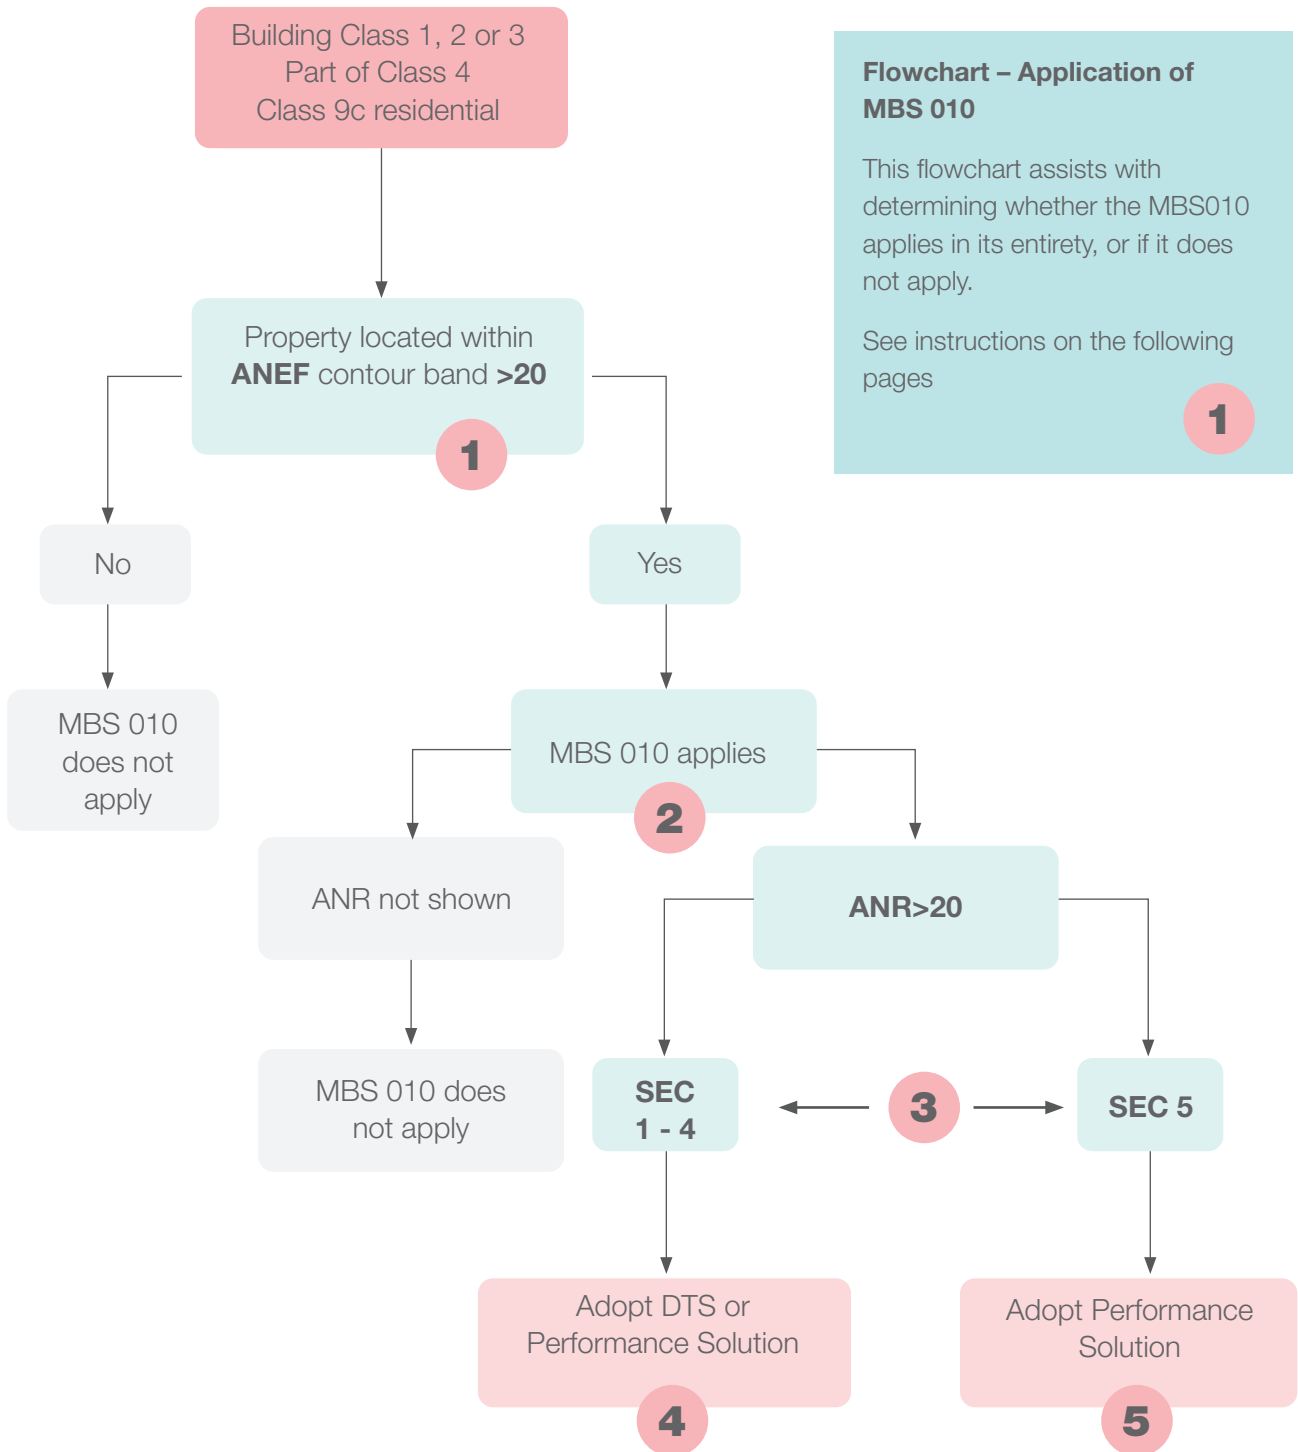 Building Class 1, 2 or 3
Part of Class 4
Class 9c residential
Flowchart – Application of
MBS 010
This flowchart assists with
determining whether the MBS010
applies in its entirety, or if it does
not apply.
See instructions on the following
pages
1
Property located within
ANEF contour band >20
1
No
Yes
MBS 010
does not
apply
MBS 010 applies
2
ANR not shown
ANR>20
MBS 010 does
not apply
SEC
1 - 4
3
SEC 5
Adopt DTS or
Performance Solution
4
Adopt Performance
Solution
5